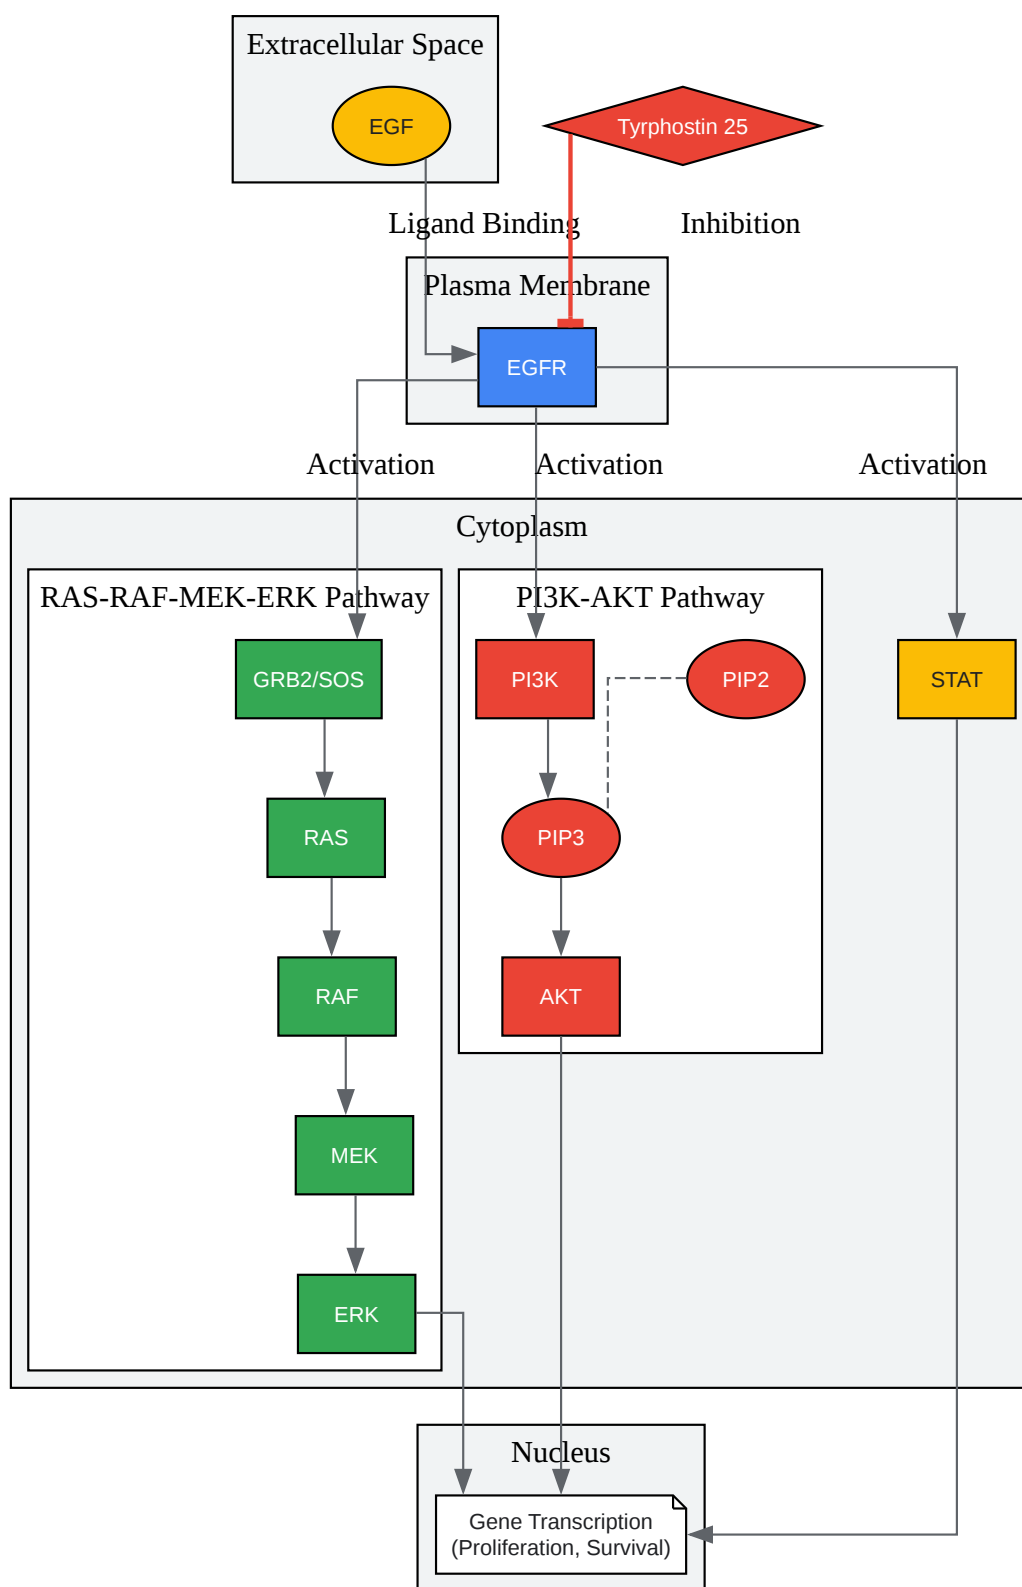 Extracellular Space
EGF
Tyrphostin 25
Ligand Binding
Inhibition
Plasma Membrane
EGFR
Activation
Activation
Activation
Cytoplasm
RAS-RAF-MEK-ERK Pathway
PI3K-AKT Pathway
GRB2/SOS
PI3K
PIP2
STAT
RAS
PIP3
RAF
AKT
MEK
ERK
Nucleus
Gene Transcription
(Proliferation, Survival)